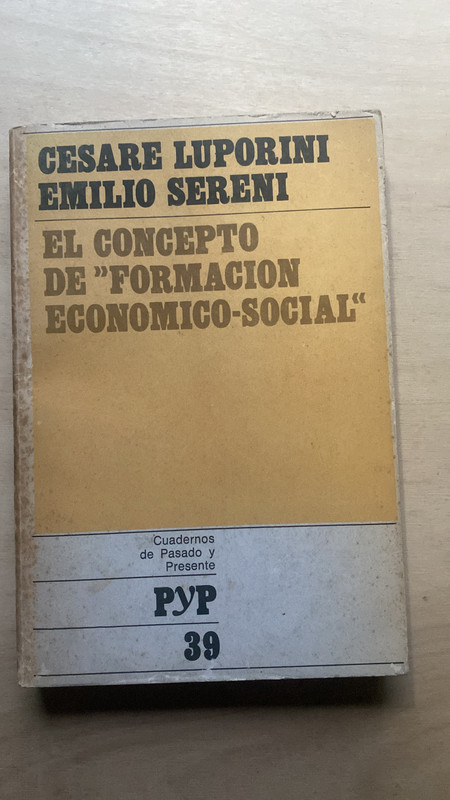 CESARE LUPORINI
EMILIO SERENI
EL CONCEPTO
DE "FORMACION
ECONOMICO-SOCIAL"
Cuadernos
de Pasado y
Presente
PYP
39